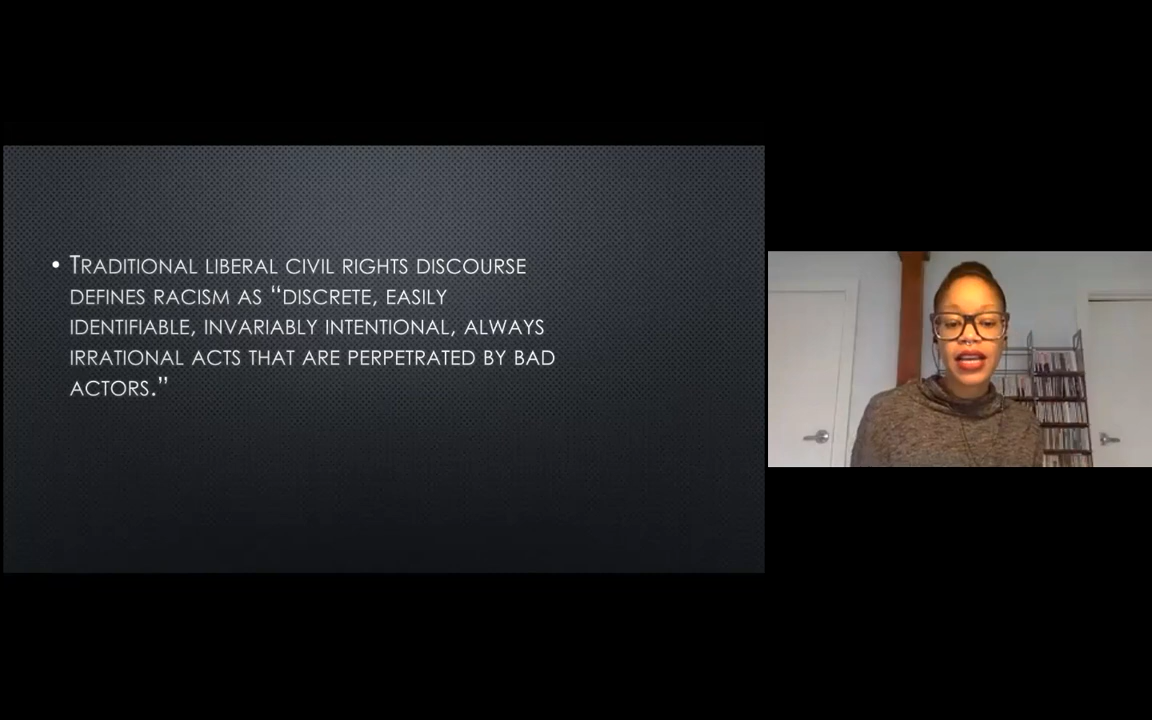 • TRADITIONAL LIBERAL CIVIL RIGHTS DISCOURSE
DEFINES RACISM AS “DISCRETE, EASILY
IDENTIFIABLE, INVARIABLY INTENTIONAL, ALWAYS
IRRATIONAL ACTS THAT ARE PERPETRATED BY BAD
ACTORS.”